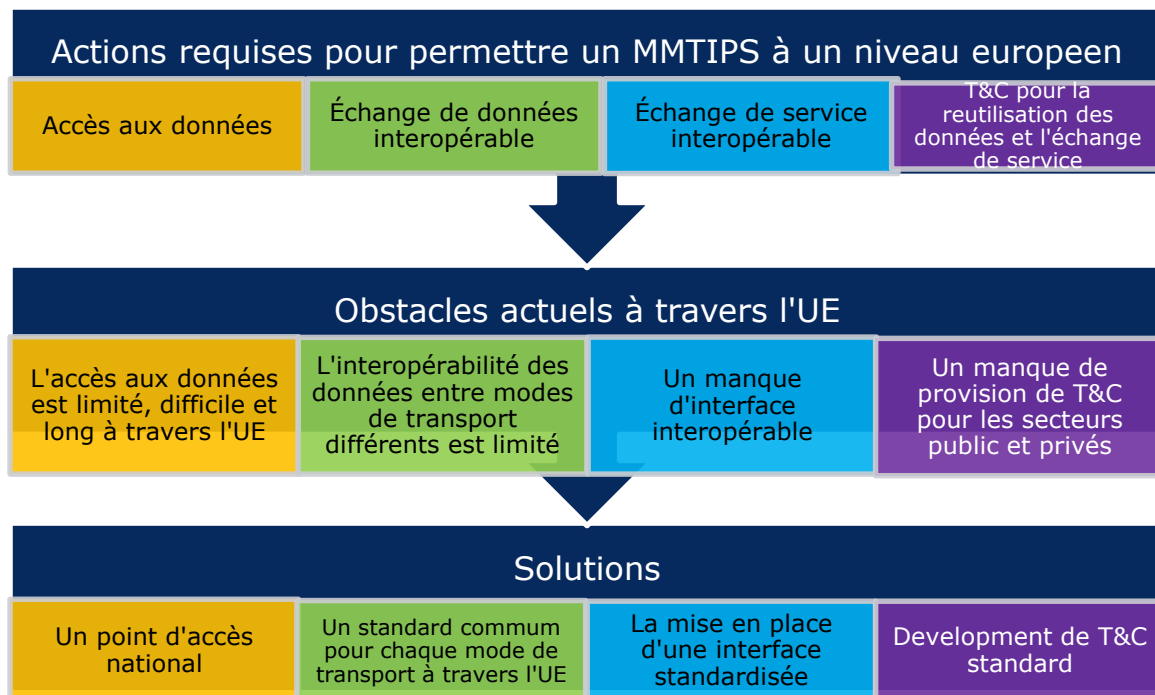 Actions requises pour permettre un MMTIPS à un niveau europeen
Accès aux données
Échange de données
interopérable
Échange de service
interopérable
T&C pour la
reutilisation des
données et l'échange
de service
Obstacles actuels à travers l'UE
L'accès aux données
est limité, difficile et
long à travers l'UE
L'interopérabilité des
données entre modes
de transport
différents est limité
Un manque
d'interface
interopérable
Un manque de
provision de T&C
pour les secteurs
public et privés
Solutions
Un point d'accès
national
Un standard commum
pour chaque mode de
transport à travers l'UE
La mise en place
d'une interface
standardisée
Development de T&C
standard